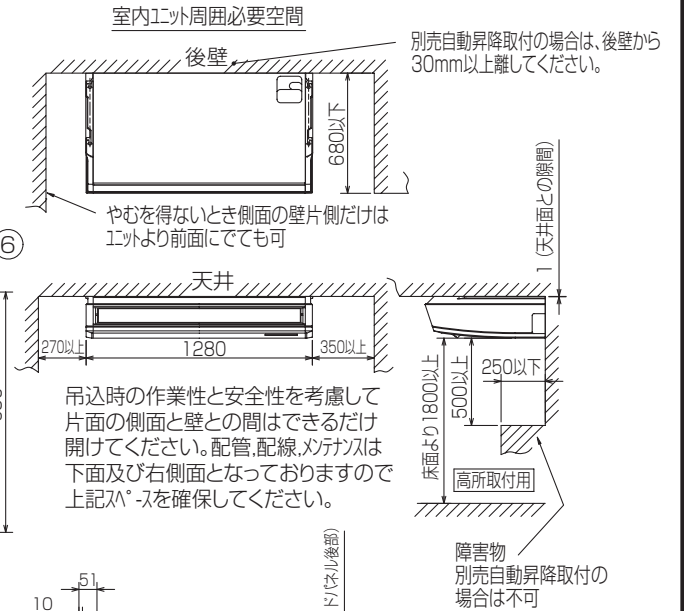 室内ユニット周囲必要空間
後壁
別売自動昇降取付の場合は、後壁から
30mm以上離してください。
680以下
やむを得ないとき側面の壁片側だけは
ユニットより前面にでても可
1 (天井面との隙間)
6
天井
270以上
1280
350以上
床面より1800以上
500以上
250以下
高所取付用
吊込時の作業性と安全性を考慮して
片面の側面と壁との間はできるだけ
開けてください。配管,配線,メンテナンスは
下面及び右側面となっておりますので
上記スペースを確保してください。
障害物
別売自動昇降取付の
場合は不可
51
10
ドパネル後部)